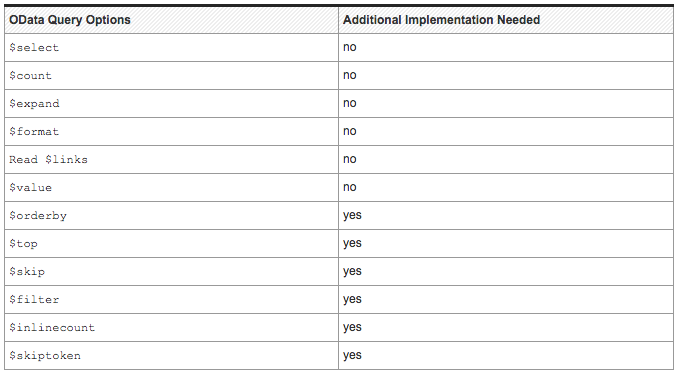 OData Query Options Additional Implementation Needed
$select no
$count no
$expand no
$format no
Read $links no
$value no
$orderby yes
$top yes
$skip yes
$filter yes
$inlinecount yes
$skiptoken yes